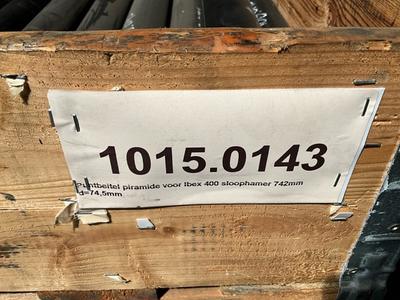 1015.0143
Puntbeitel piramide voor Ibex 400 sloophamer 742mm
d=74,5mm